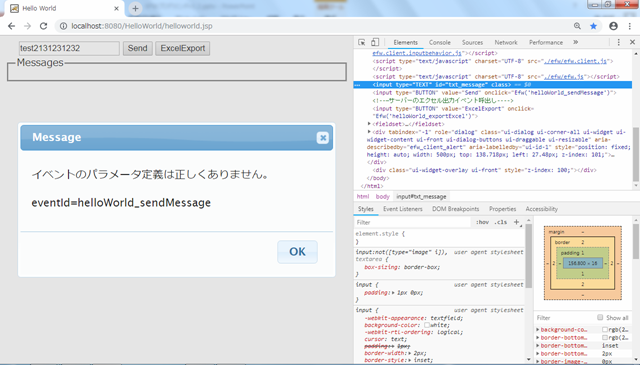 Hello World
localhost:8080/HelloWorld/helloworld.jsp
test2131231232 Send ExcelExport
Messages
Message
イベントのパラメータ定義は正しくありません。
eventId=helloWorld_sendMessage
OK
Elements Console Sources Network Performance
efw.client.inputbehavior.js"></script>
<script type="text/javascript" charset="UTF-8" src="./efw/efw.client.js">
</script>
<script type="text/javascript" charset="UTF-8" src="./efw/efw.js"></script>
<input type="TEXT" id="txt_message" class> == $0
<input type="BUTTON" value="Send" onclick="Efw('helloWorld_sendMessage')">
<!---サーバーのエクセル出力イベント呼出し---->
<input type="BUTTON" value="ExcelExport" onclick=
"Efw('helloWorld_exportExcel')">
<fieldset>…</fieldset>
<div tabindex="-1" role="dialog" class="ui-dialog ui-corner-all ui-widget ui-
widget-content ui-front ui-dialog-buttons ui-draggable ui-resizable" aria-
describedby="efw_client_alert" aria-labelledby="ui-id-1" style="position: fixed;
height: auto; width: 500px; top: 138.718px; left: 27.48px; z-index: 101;">…
</div>
<div class="ui-widget-overlay ui-front" style="z-index: 100;"></div>
</body>
</html>
html body input#txt_message
Styles Event Listeners DOM Breakpoints Properties Accessibility
Filter :hov .cls +
element.style {
}
input:not([type="image" i]), user agent stylesheet
textarea {
box-sizing: border-box;
}
input { user agent stylesheet
padding: 1px 0px;
}
input { user agent stylesheet
-webkit-appearance: textfield;
background-color: white;
-webkit-rtl-ordering: logical;
cursor: text;
padding: 1px;
border-width: 2px;
border-style: inset;
margin -
border 2
padding 1
1
2
-
Filter Show all
background-co…
border-bottom… rgb(2…
border-bottom… inset
border-bottom… 2px
border-image-…